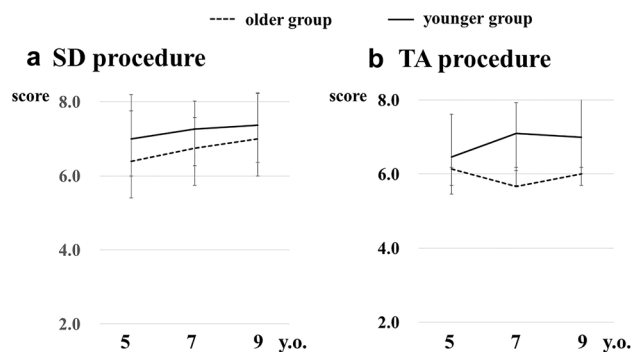 older group younger group
a SD procedure
b TA procedure
score
8.0
6.0
4.0
2.0
5 7 9 y.o.
score
8.0
6.0
4.0
2.0
5 7 9 y.o.